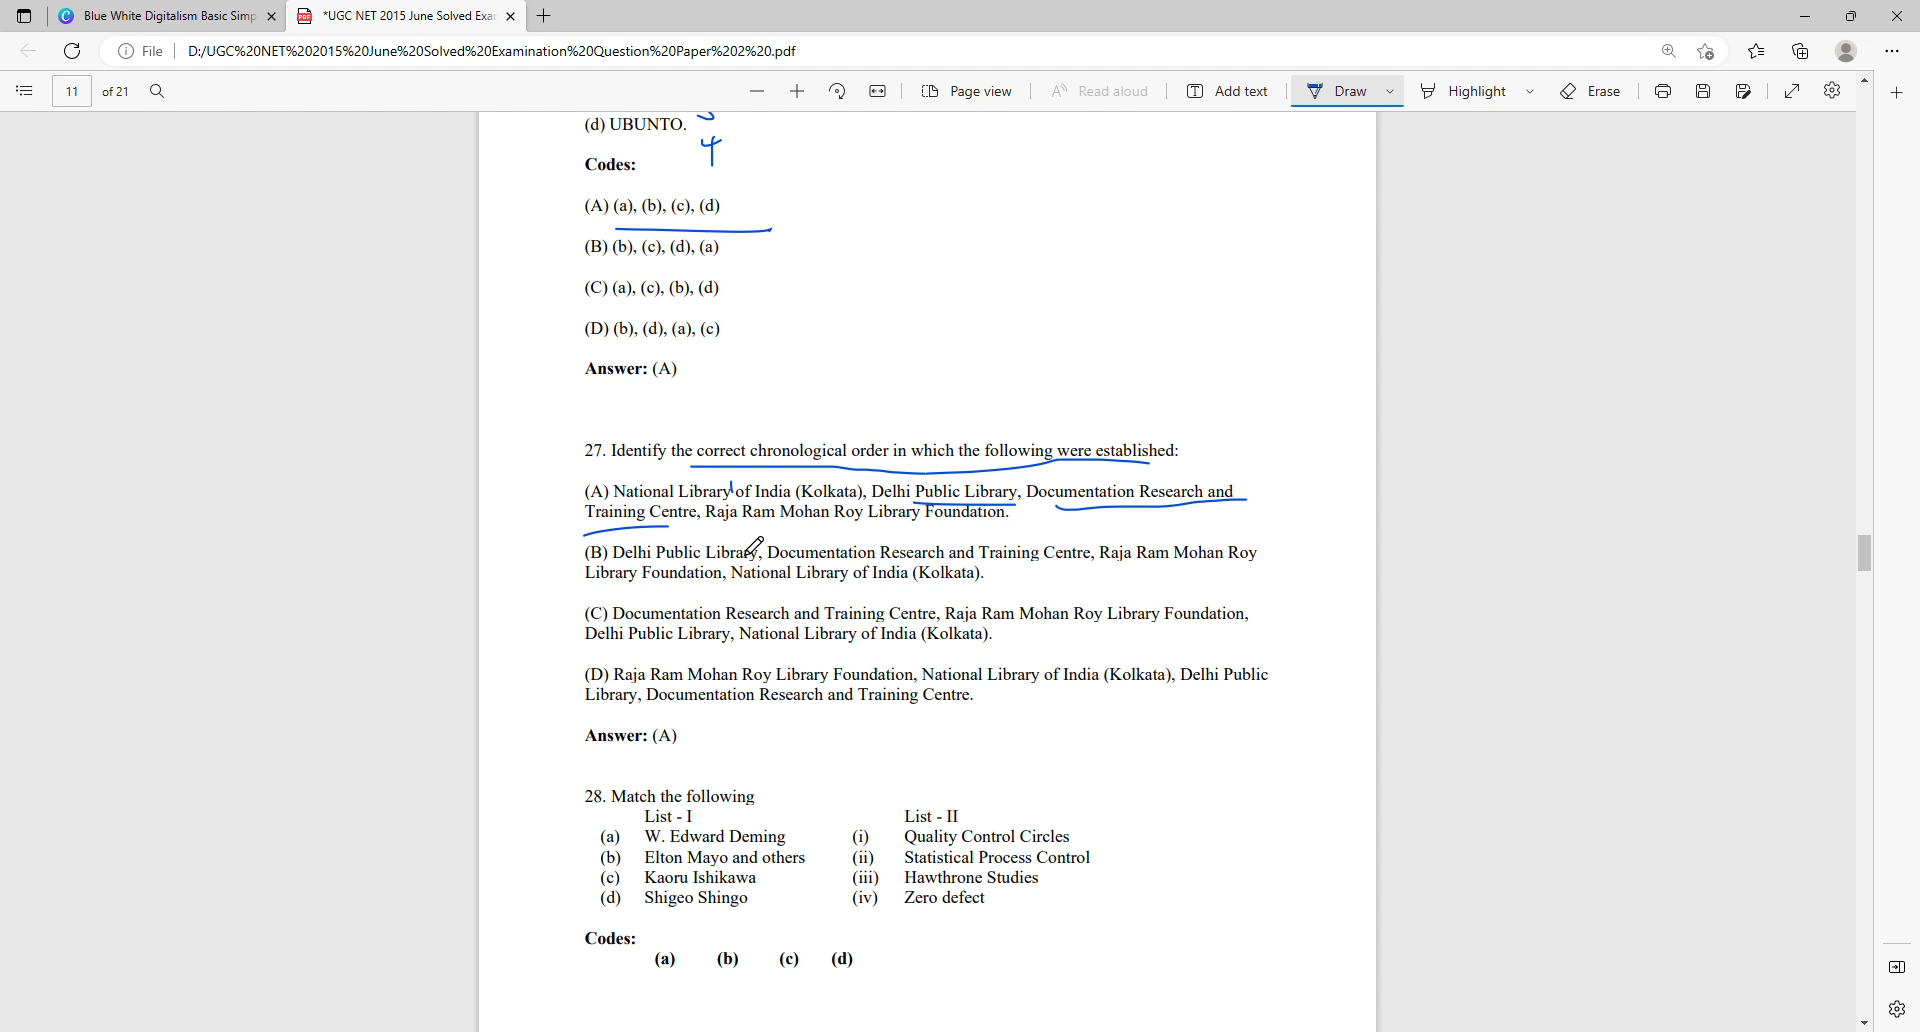 Blue White Digitalism Basic Simp
*UGC NET 2015 June Solved Exar
File
D:/UGC%20NET%202015%20June%20Solved%20Examination%20Question%20Paper%202%20.pdf
11 of 21
Page view
Read aloud
Add text
Draw
Highlight
Erase
(d) UBUNTO.
4
Codes:
(A) (a), (b), (c), (d)
(B) (b), (c), (d), (a)
(C) (a), (c), (b), (d)
(D) (b), (d), (a), (c)
Answer: (A)
27. Identify the correct chronological order in which the following were established:
(A) National Library of India (Kolkata), Delhi Public Library, Documentation Research and
Training Centre, Raja Ram Mohan Roy Library Foundation.
(B) Delhi Public Library, Documentation Research and Training Centre, Raja Ram Mohan Roy
Library Foundation, National Library of India (Kolkata).
(C) Documentation Research and Training Centre, Raja Ram Mohan Roy Library Foundation,
Delhi Public Library, National Library of India (Kolkata).
(D) Raja Ram Mohan Roy Library Foundation, National Library of India (Kolkata), Delhi Public
Library, Documentation Research and Training Centre.
Answer: (A)
28. Match the following
List - I List - II
(a) W. Edward Deming (i) Quality Control Circles
(b) Elton Mayo and others (ii) Statistical Process Control
(c) Kaoru Ishikawa (iii) Hawthrone Studies
(d) Shigeo Shingo (iv) Zero defect
Codes:
(a) (b) (c) (d)